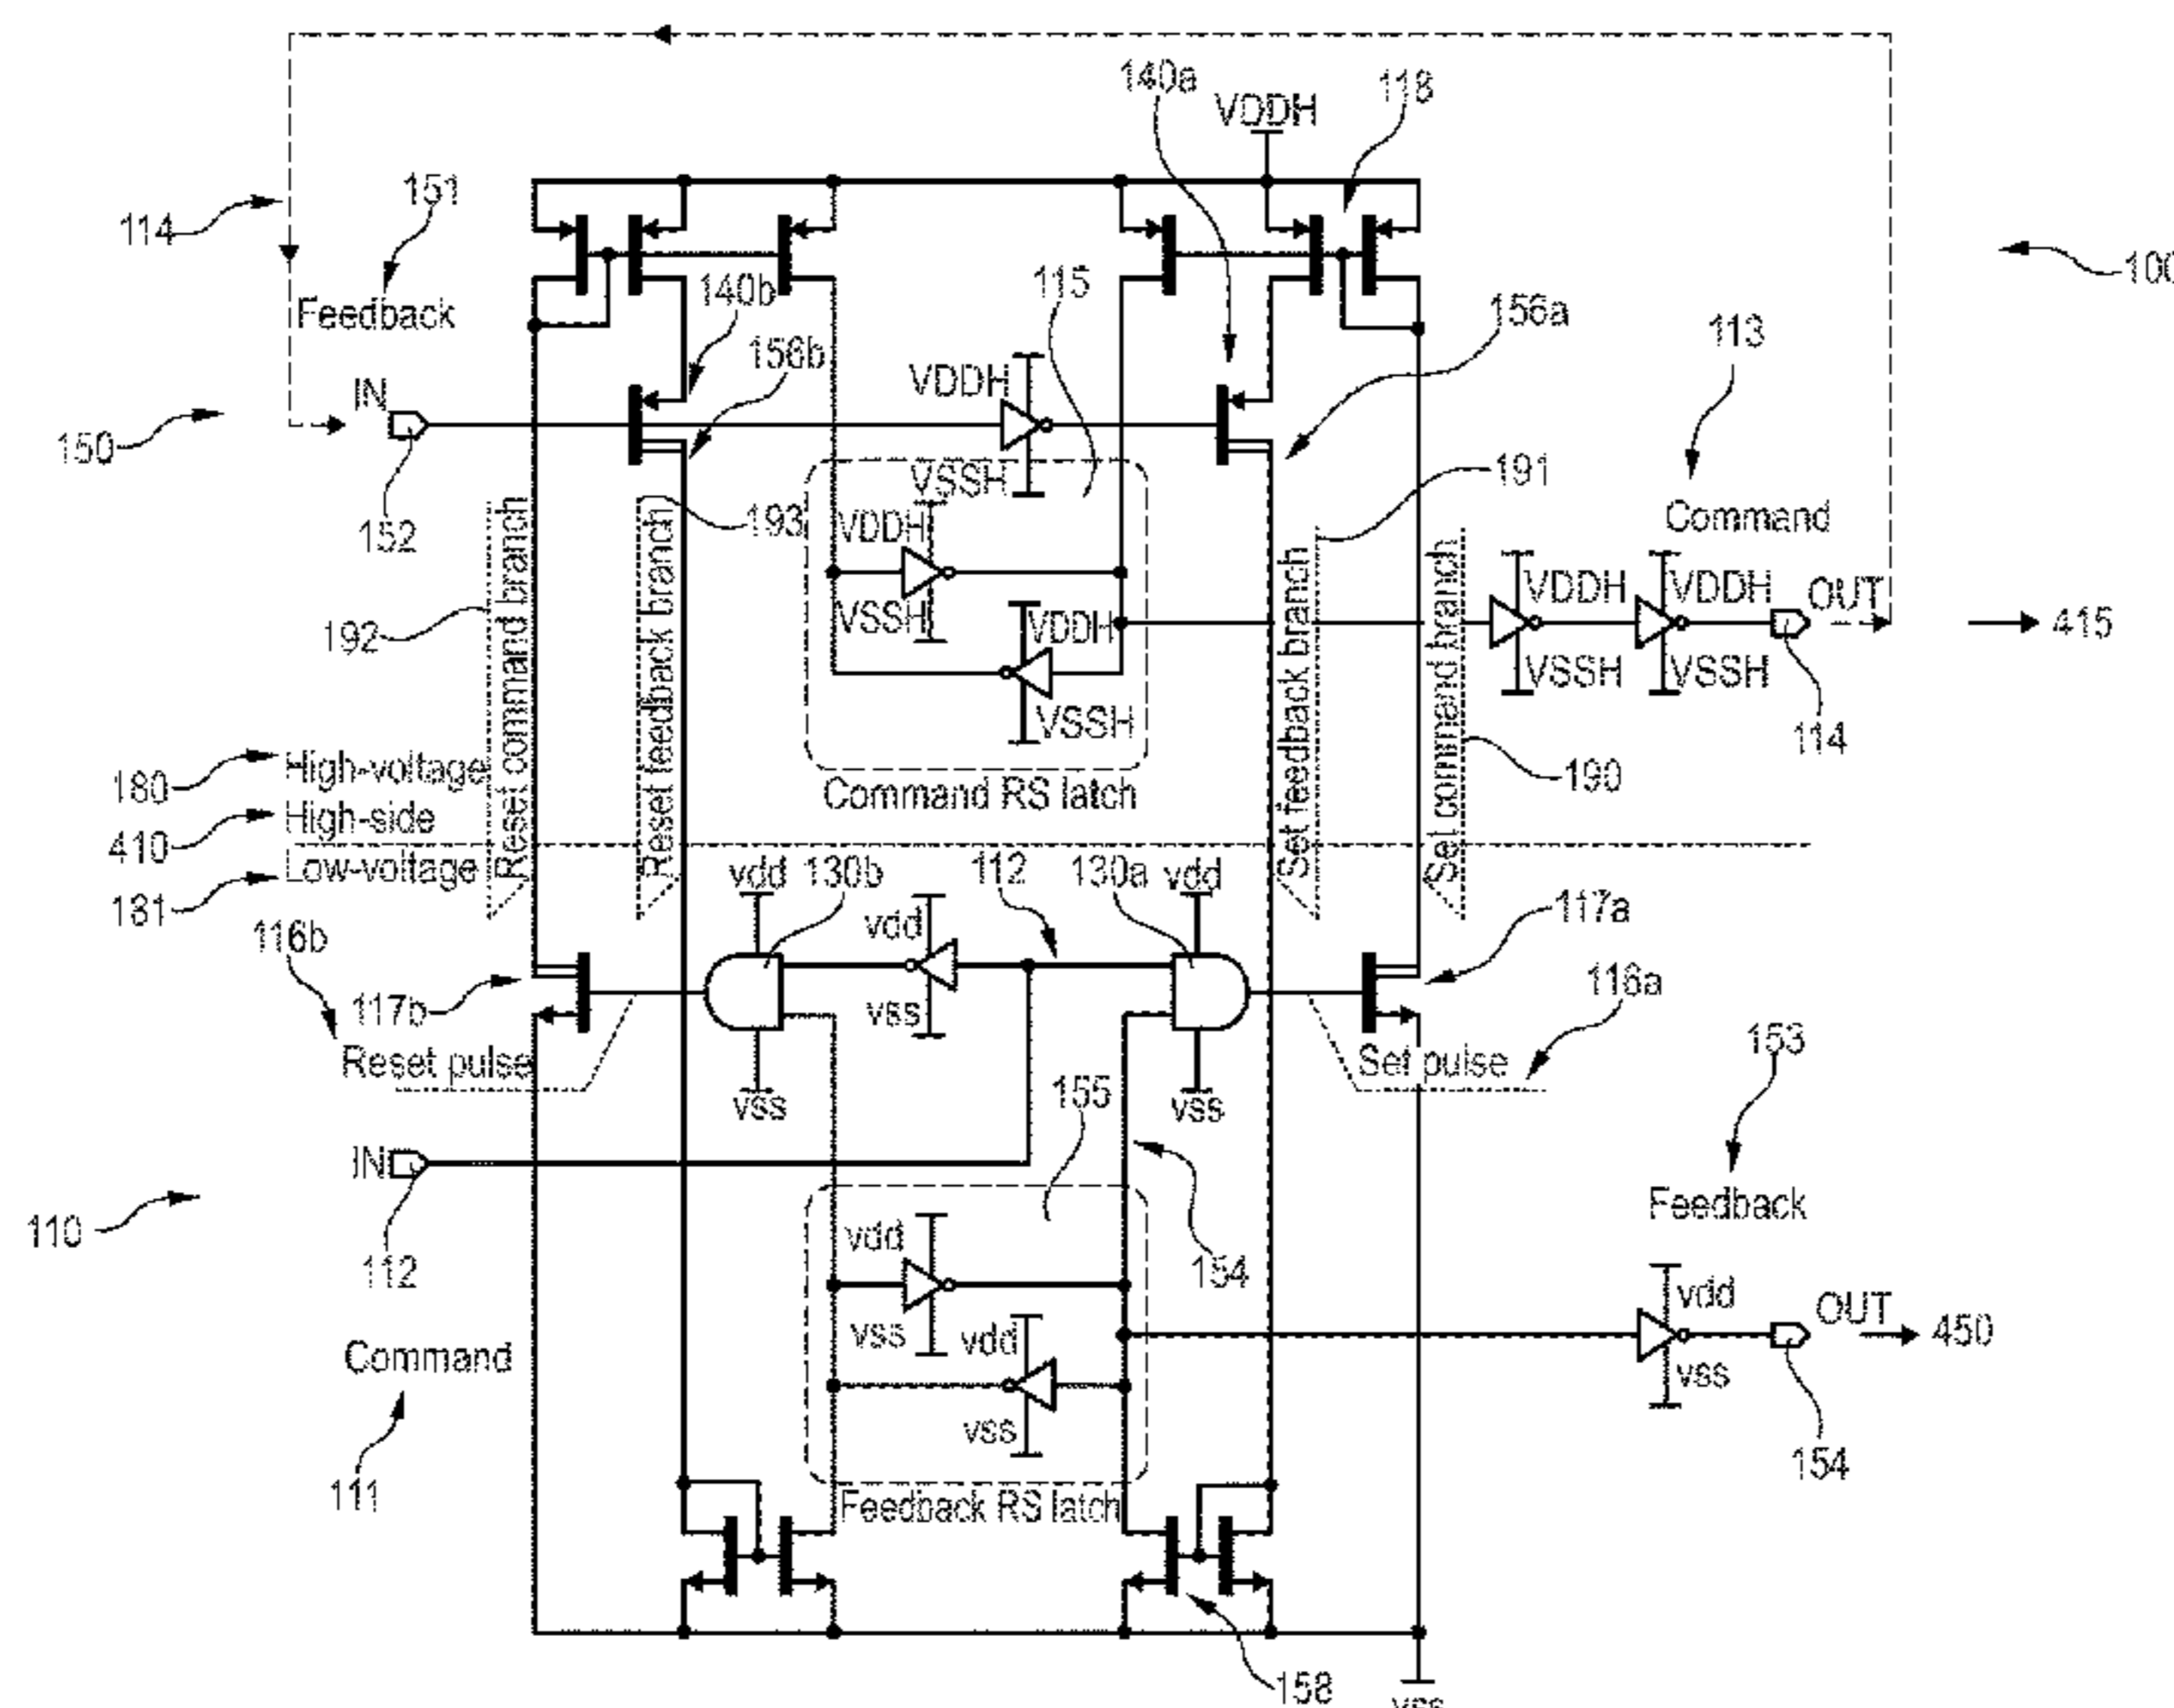 140a
118
VDDH
151
114
Feedback
140b
115
100
156b
156a
113
IN
VDDH
150
VSSH
191
152
193
VDDH
Command
Reset command branch
Reset feedback branch
Set feedback branch
Set command branch
192
VSSH
VDDH
VDDH
VDDH
OUT
415
VSSH
VSSH
VSSH
114
180
High-voltage
190
Command RS latch
410
High-side
181
Low-voltage
vdd
130b
112
130a
vdd
116b
vdd
117a
117b
vss
116a
Reset pulse
Set pulse
153
155
vss
vss
IN
110
Feedback
112
vdd
154
vdd
OUT
450
Command
vss
vdd
vss
vss
154
111
Feedback RS latch
158
vss